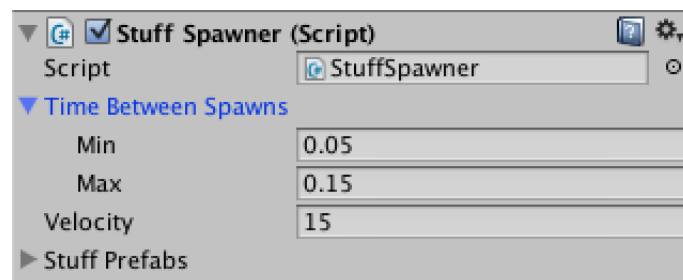 Stuff Spawner (Script)
Script StuffSpawner
Time Between Spawns
Min 0.05
Max 0.15
Velocity 15
Stuff Prefabs